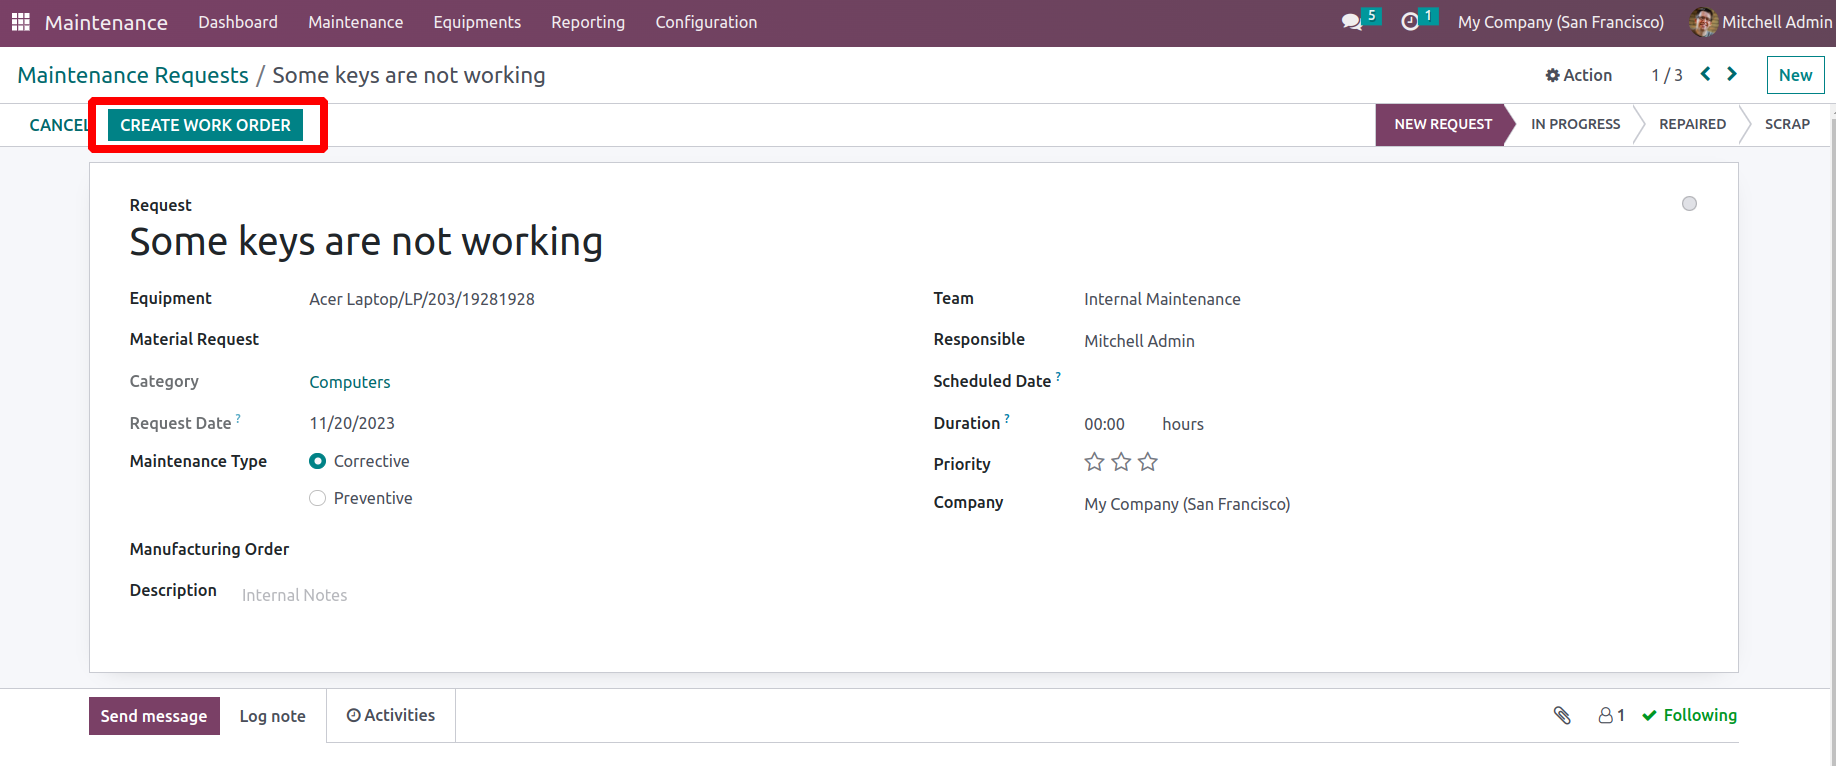 Maintenance Dashboard Maintenance Equipments Reporting Configuration 5 1 My Company (San Francisco) Mitchell Admin
Maintenance Requests / Some keys are not working Action 1 / 3 New
CANCEL CREATE WORK ORDER NEW REQUEST IN PROGRESS REPAIRED SCRAP
Request
Some keys are not working
Equipment Acer Laptop/LP/203/19281928 Team Internal Maintenance
Material Request Responsible Mitchell Admin
Category Computers Scheduled Date ?
Request Date ? 11/20/2023 Duration ? 00:00 hours
Maintenance Type Corrective Priority
Preventive Company My Company (San Francisco)
Manufacturing Order
Description Internal Notes
Send message Log note Activities 1 Following